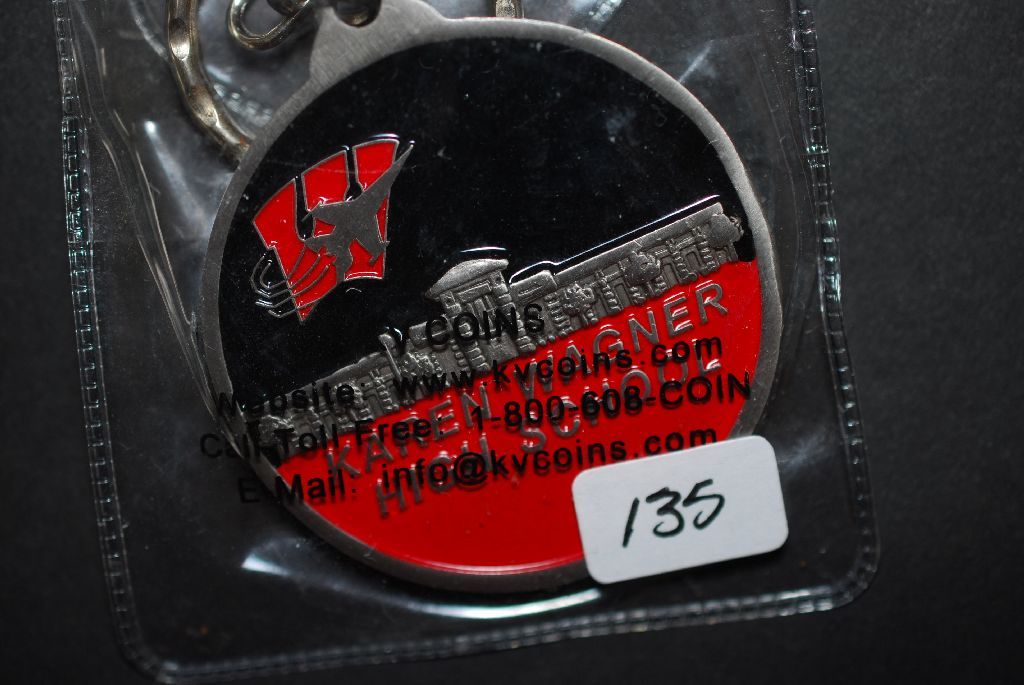 W
V COINS
Website: www.kvcoins.com
Call Toll Free: 1-800-608-COIN
E-Mail: info@kvcoins.com
KAREN WAGNER
HIGH SCHOOL
135